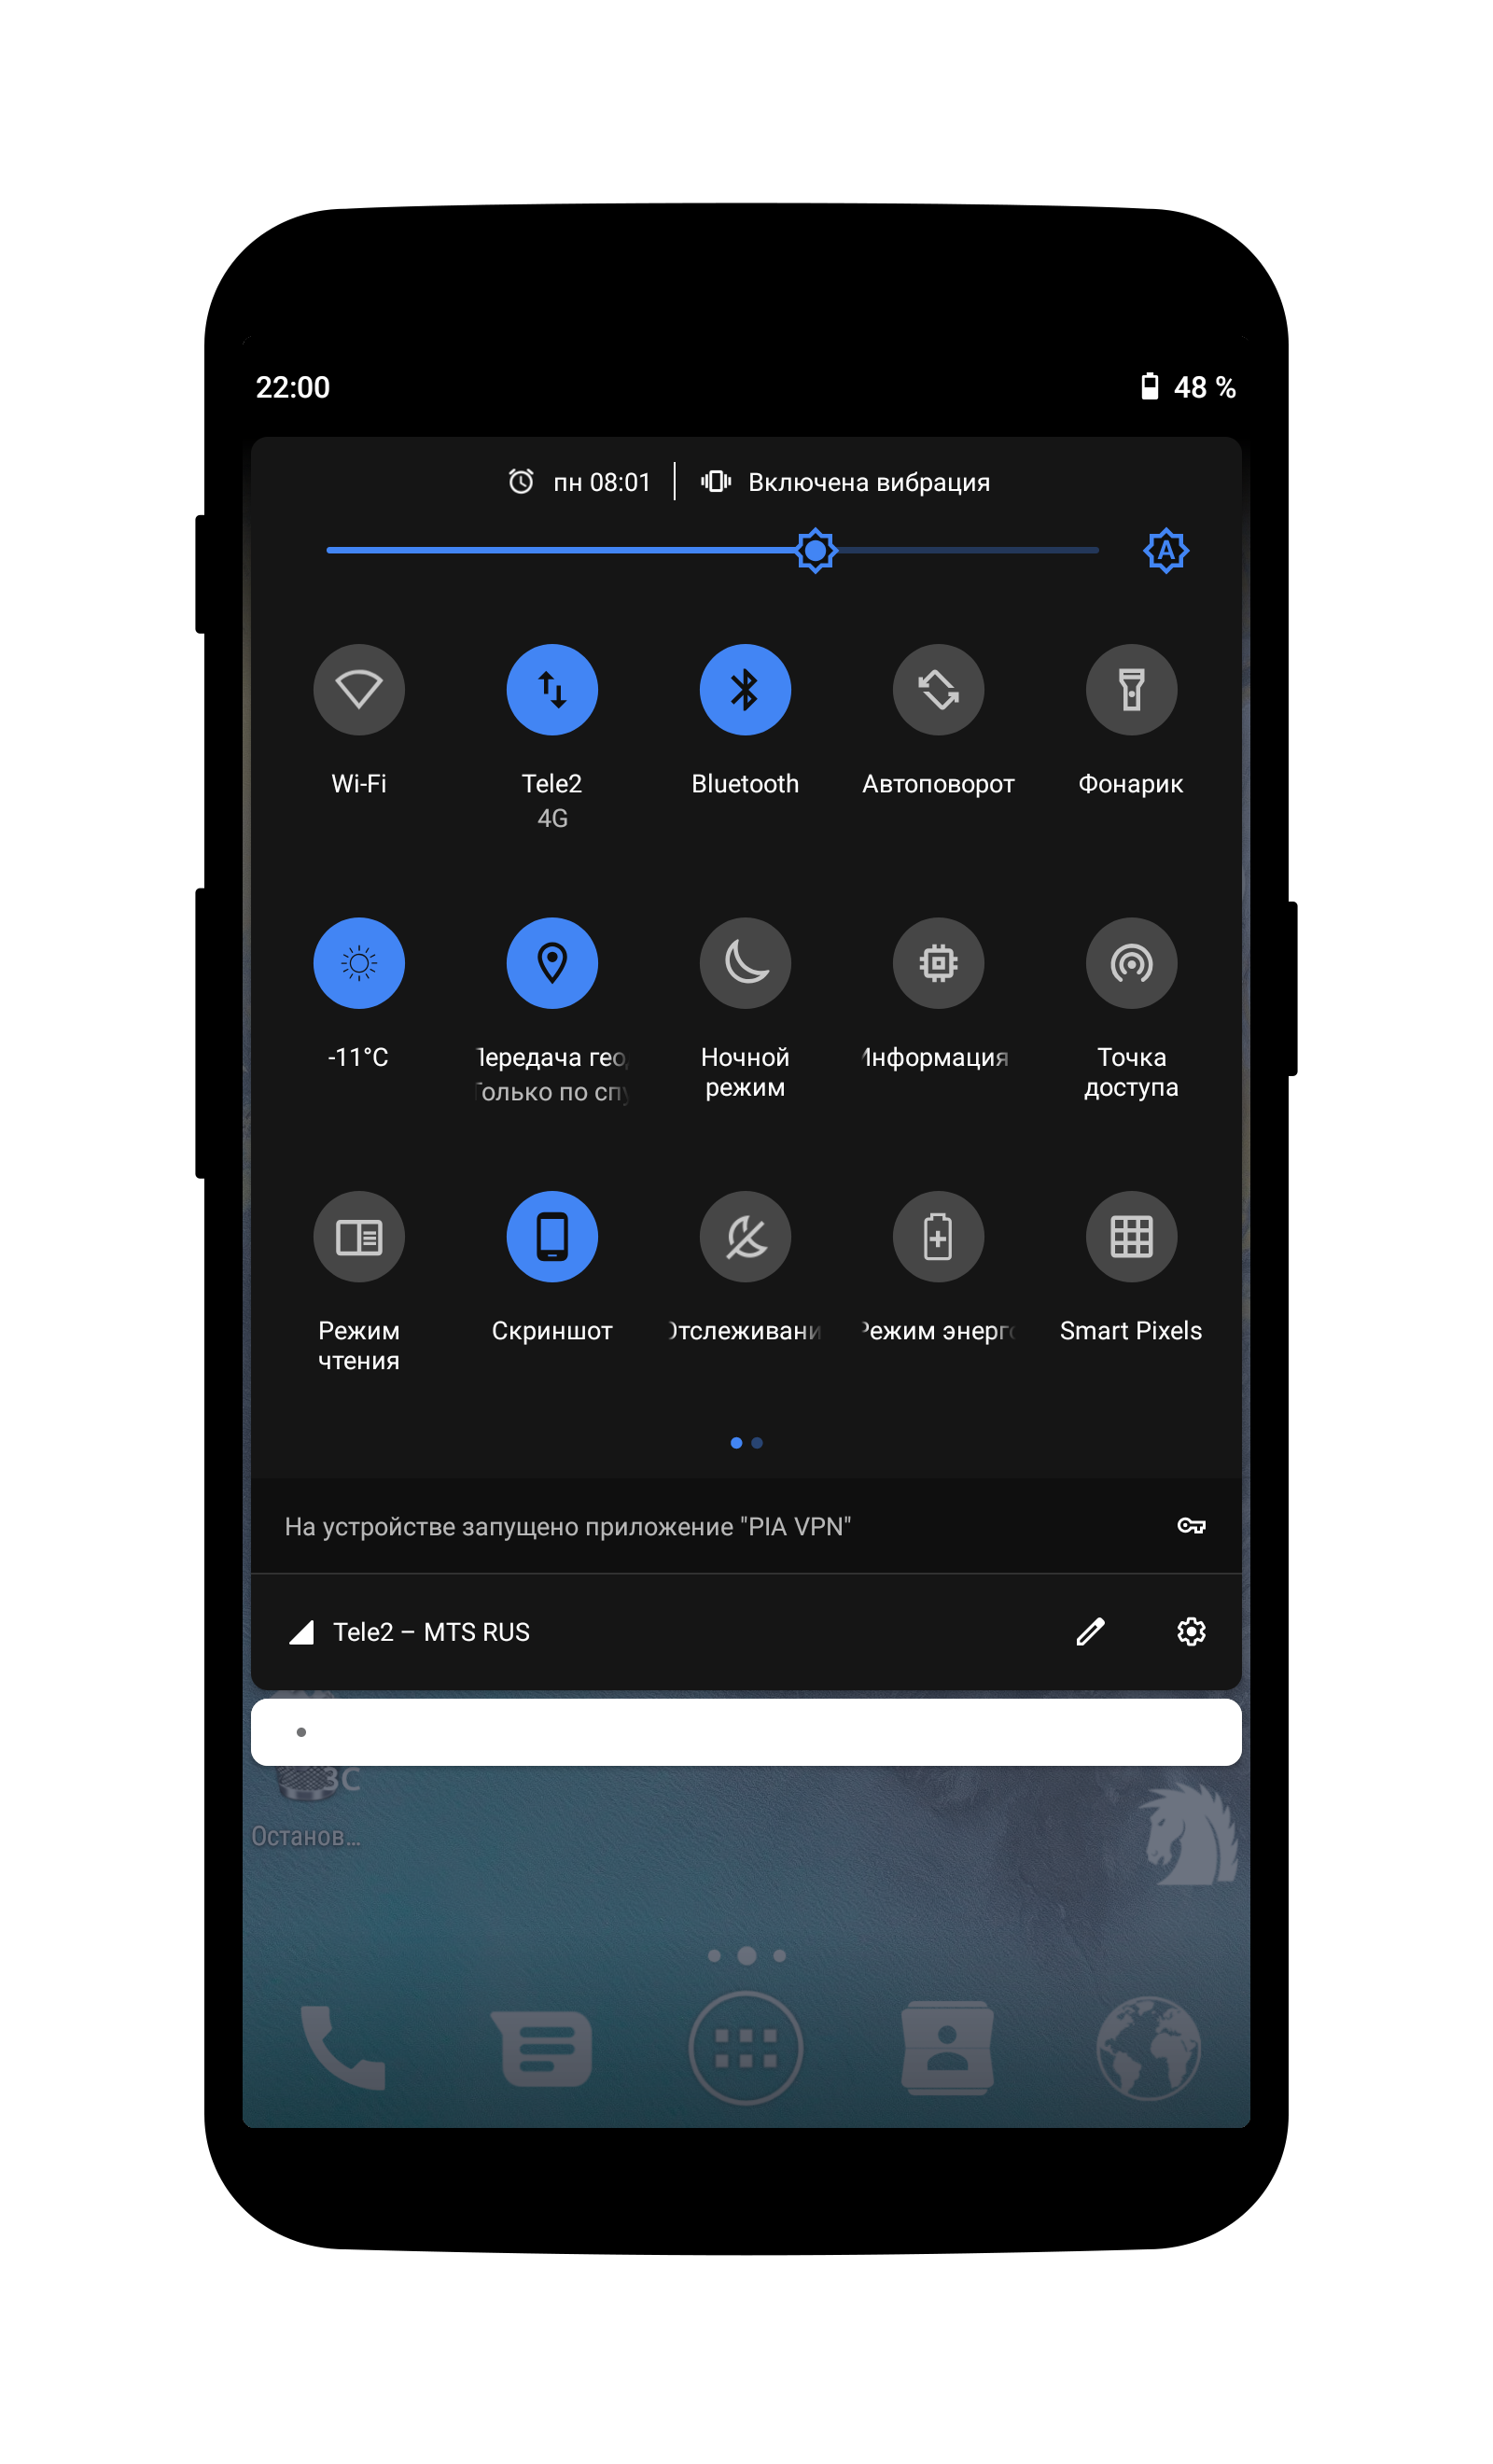 22:00
48 %
пн 08:01
Включена вибрация
A
Wi-Fi
Tele2
4G
Bluetooth
Автоповорот
Фонарик
-11°C
Передача гео
Только по сп
Ночной
режим
Информация
Точка
доступа
Режим
чтения
Скриншот
Отслеживани
Режим энерг
Smart Pixels
На устройстве запущено приложение "PIA VPN"
Tele2 – MTS RUS
3C
Останов...